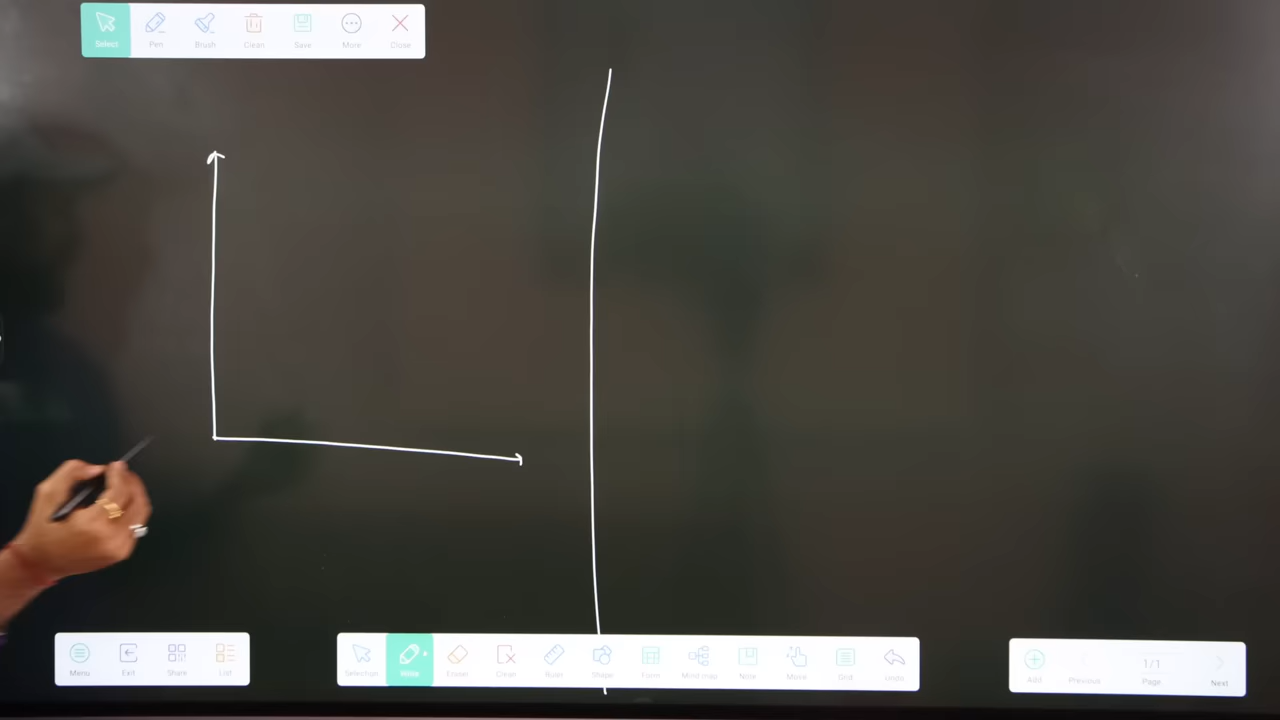 Select Pen Brush Clean Save More Close
Menu Exit Share List
Selection Write Eraser Clean Ruler Shape Form Mind map Note Move Grid Undo
Add Previous 1/1 Page Next